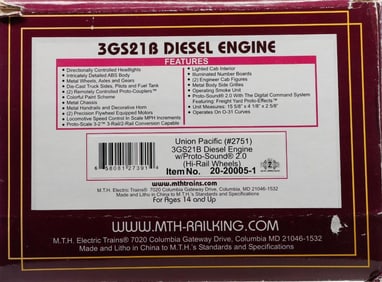 3GS21B DIESEL ENGINE
FEATURES
• Directionally Controlled Headlights
• Intricately Detailed ABS Body
• Metal Wheels, Axles and Gears
• Die-Cast Truck Sides, Pilots and Fuel Tank
• (2) Remotely Controlled Proto-Couplers™
• Colorful Paint Scheme
• Metal Chassis
• Metal Handrails and Decorative Horn
• (2) Precision Flywheel Equipped Motors
• Locomotive Speed Control In Scale MPH Increments
• Proto-Scale 3-2™ 3-Rail/2-Rail Conversion Capable
• Lighted Cab Interior
• Illuminated Number Boards
• (2) Engineer Cab Figures
• Metal Body Side Grilles
• Operating Smoke Unit
• Proto-Sound® 2.0 With The Digital Command System
Featuring: Freight Yard Proto-Effects™
• Unit Measures: 15 5/8" x 4 1/8" x 2 5/8"
• Operates On O-31 Curves
Union Pacific (#2751)
3GS21B Diesel Engine
w/Proto-Sound® 2.0
(Hi-Rail Wheels)
Item No. 20-20005-1
6 58081 27391 4
www.mthtrains.com
M.T.H. Electric Trains® 7020 Columbia Gateway Drive, Columbia MD 21046-1532
Made and Litho in China to M.T.H.'s Standards and Specifications
For Ages 14 and Up
WWW.MTH-RAILKING.COM
M.T.H. Electric Trains® 7020 Columbia Gateway Drive, Columbia MD 21046-1532
Made and Litho in China to M.T.H.'s Standards and Specifications.